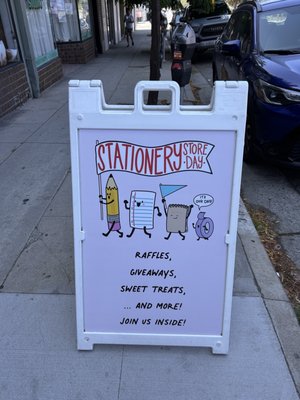 STATIONERY STORE
-DAY-
IT'S
OUR DAY!
RAFFLES,
GIVEAWAYS,
SWEET TREATS,
... AND MORE!
JOIN US INSIDE!